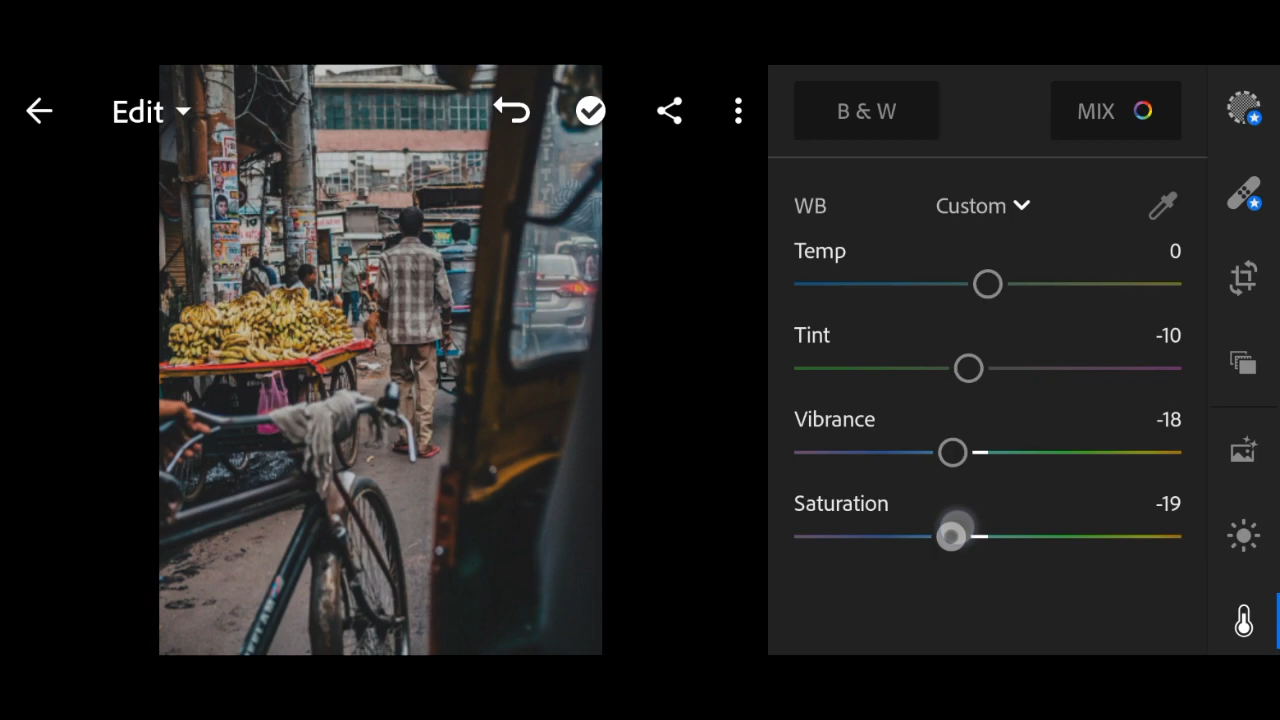 Edit
B & W
MIX
WB
Custom
Temp
0
Tint
-10
Vibrance
-18
Saturation
-19